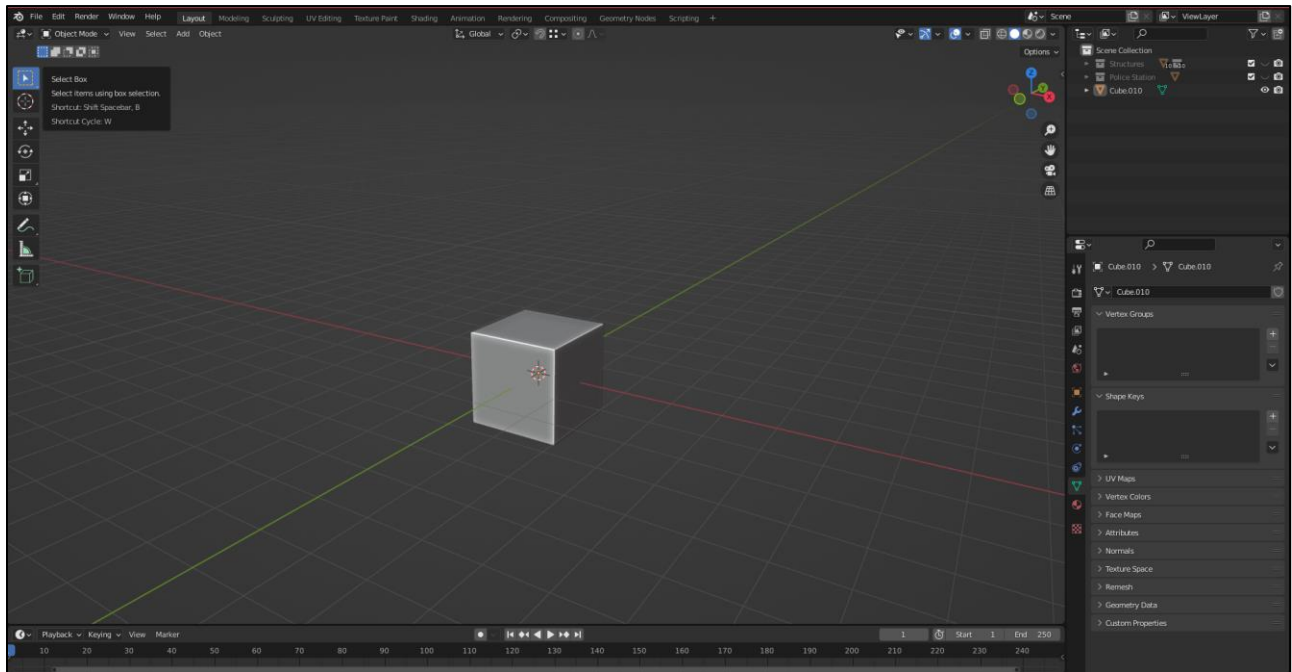 File Edit Render Window Help Layout Modeling Sculpting UV Editing Texture Paint Shading Animation Rendering Compositing Geometry Nodes Scripting + Scene ViewLayer
Object Mode View Select Add Object Global
Options
Select Box
Select items using box selection.
Shortcut: Shift Spacebar, B
Shortcut Cycle: W
Z
Y
X
Scene Collection
Structures
Police Station
Cube.010
Cube.010 > Cube.010
Cube.010
Vertex Groups
Shape Keys
UV Maps
Vertex Colors
Face Maps
Attributes
Normals
Texture Space
Remesh
Geometry Data
Custom Properties
Playback Keying View Marker 1 Start 1 End 250
10 20 30 40 50 60 70 80 90 100 110 120 130 140 150 160 170 180 190 200 210 220 230 240